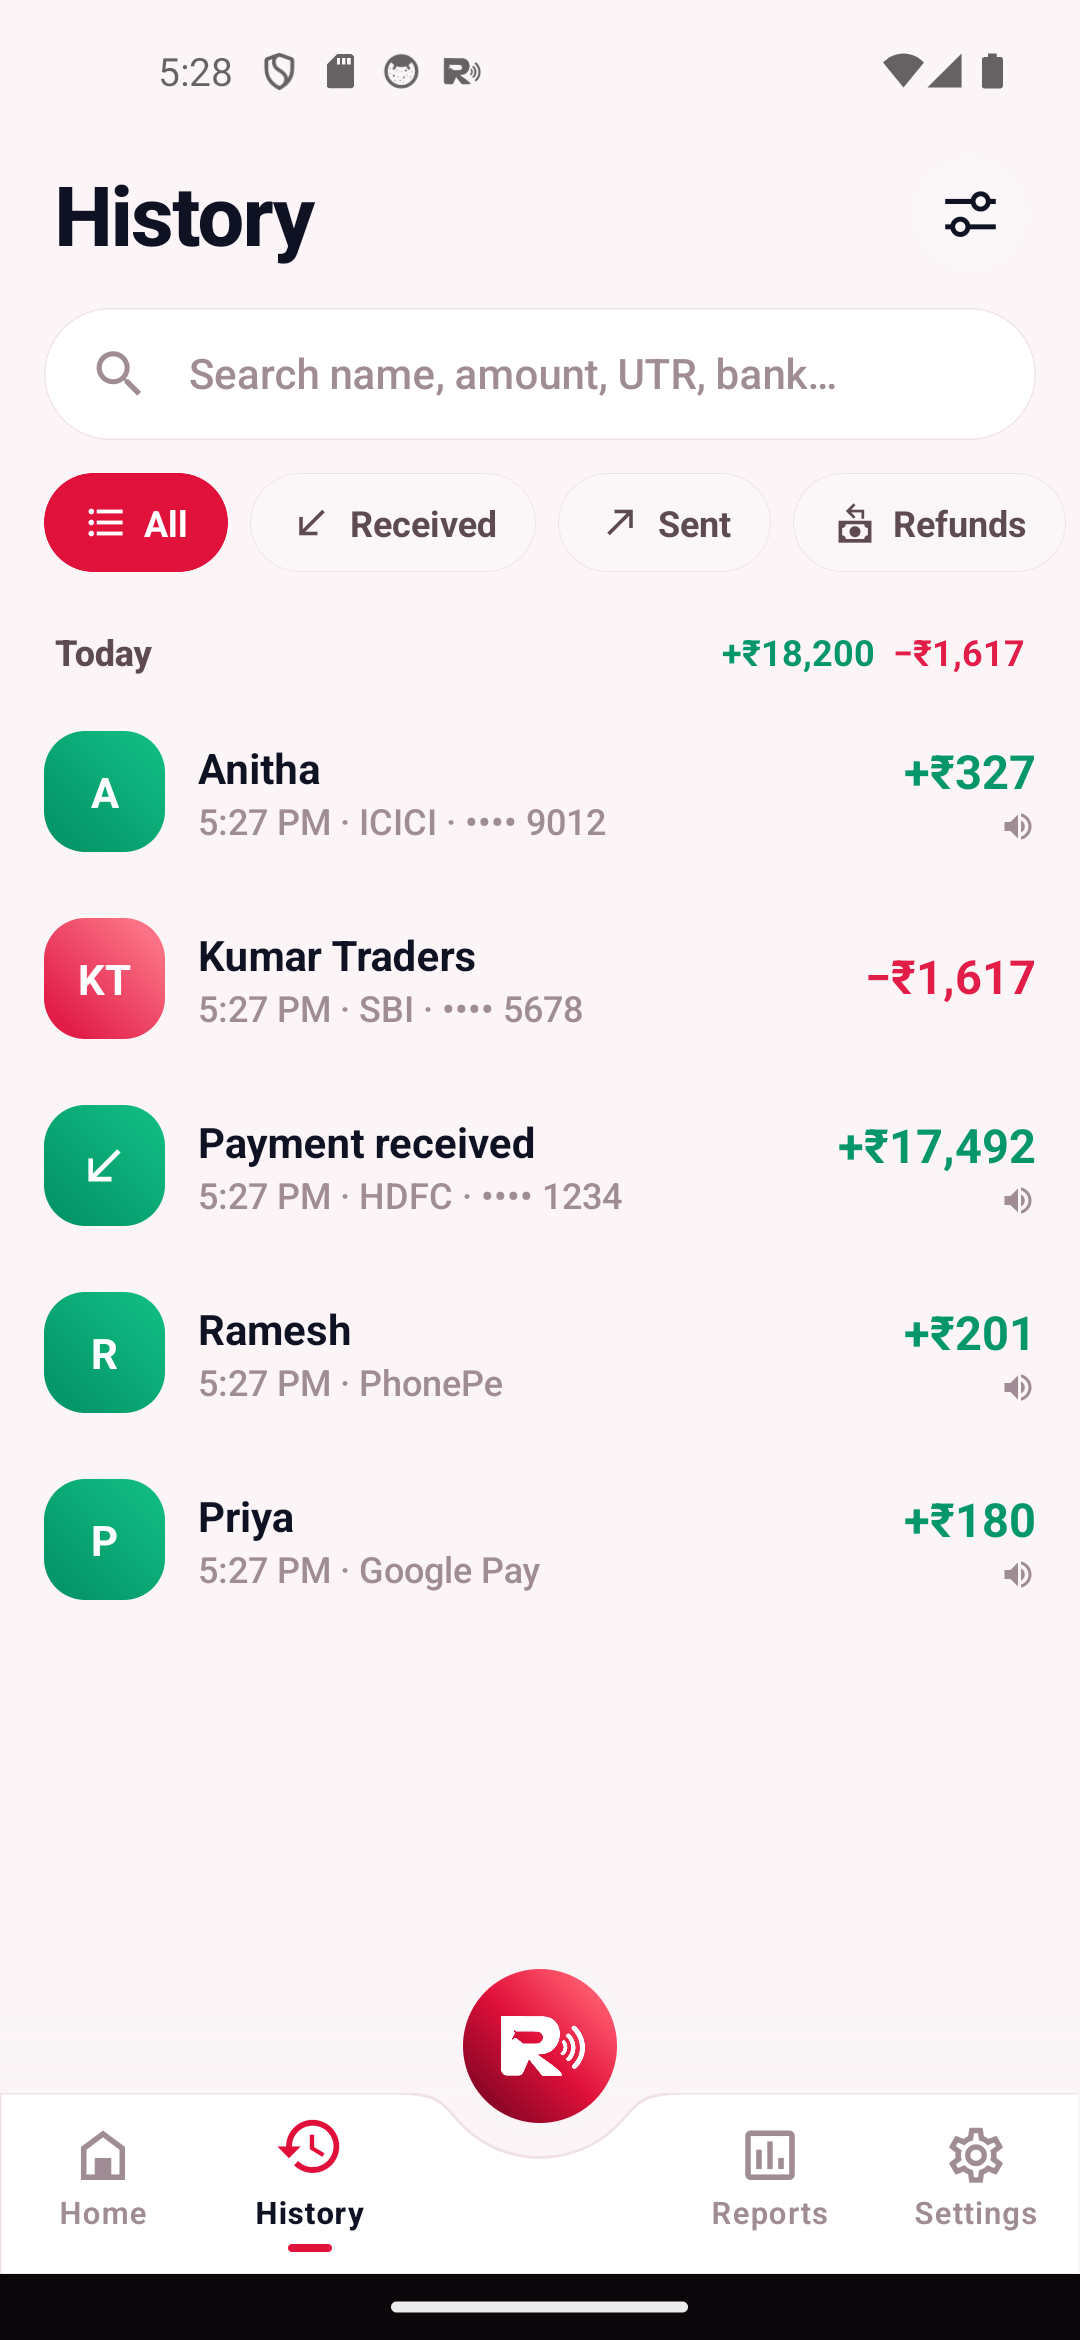 5:28
History
Search name, amount, UTR, bank...
All Received Sent Refunds
Today +₹18,200 −₹1,617
A Anitha +₹327
5:27 PM · ICICI · •••• 9012
KT Kumar Traders −₹1,617
5:27 PM · SBI · •••• 5678
Payment received +₹17,492
5:27 PM · HDFC · •••• 1234
R Ramesh +₹201
5:27 PM · PhonePe
P Priya +₹180
5:27 PM · Google Pay
R
Home History Reports Settings